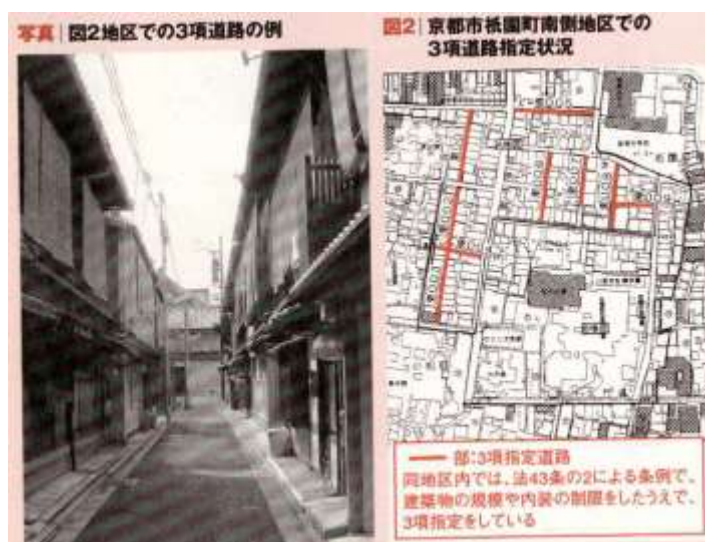 写真｜図2地区での3項道路の例
図2｜京都市祇園町南側地区での
3項道路指定状況
部:3項指定道路
同地区内では、法43条の2による条例で、
建築物の規模や内装の制限をしたうえで、
3項指定をしている